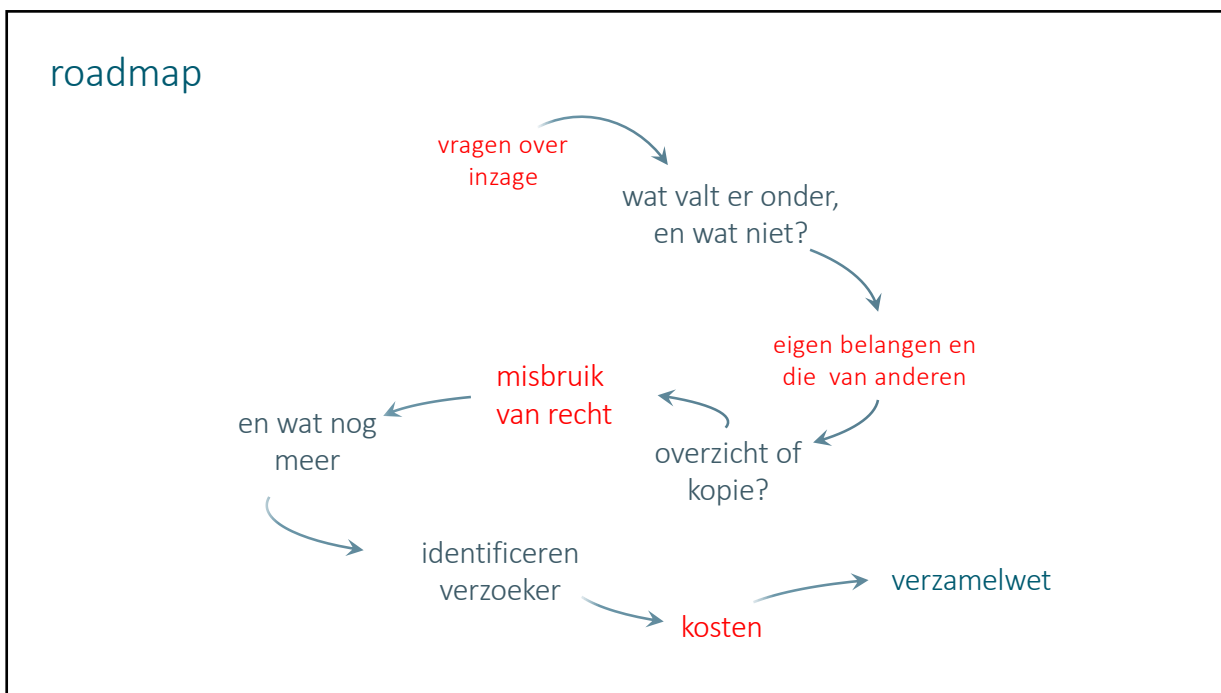 roadmap
vragen over
inzage
wat valt er onder,
en wat niet?
eigen belangen en
die van anderen
overzicht of
kopie?
misbruik
van recht
en wat nog
meer
identificeren
verzoeker
kosten
verzamelwet